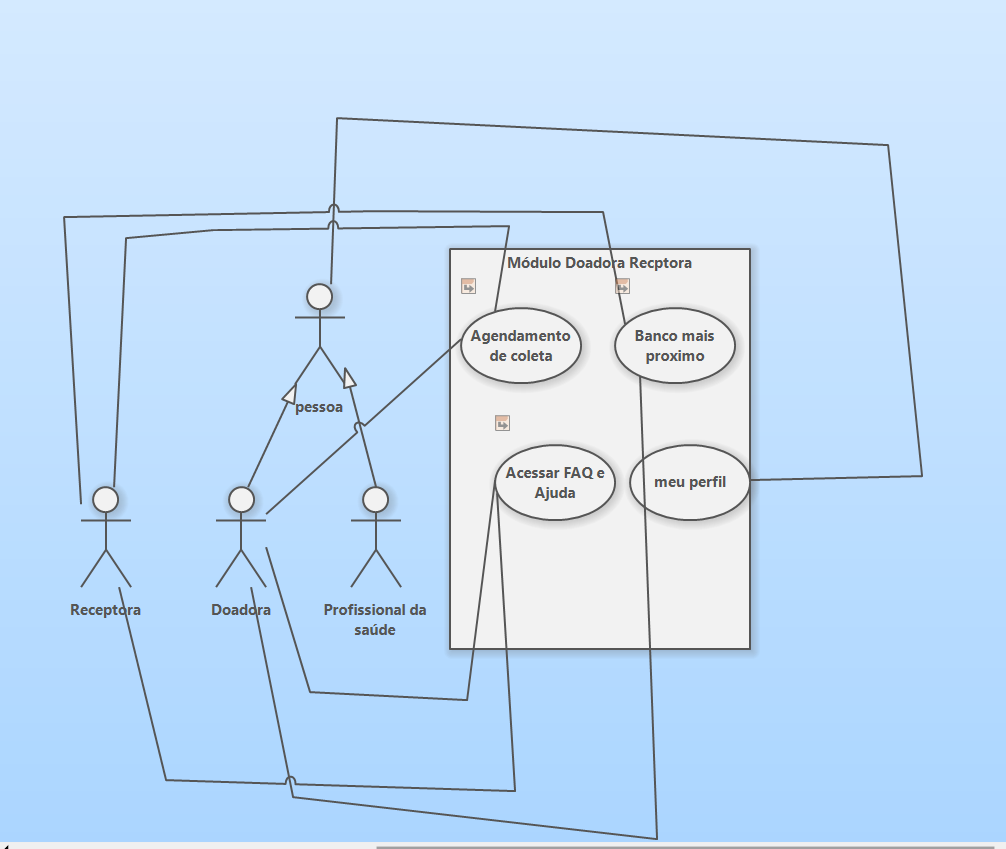 Módulo Doadora Recptora
Agendamento
de coleta
Banco mais
proximo
pessoa
Acessar FAQ e
Ajuda
meu perfil
Receptora
Doadora
Profissional da
saúde